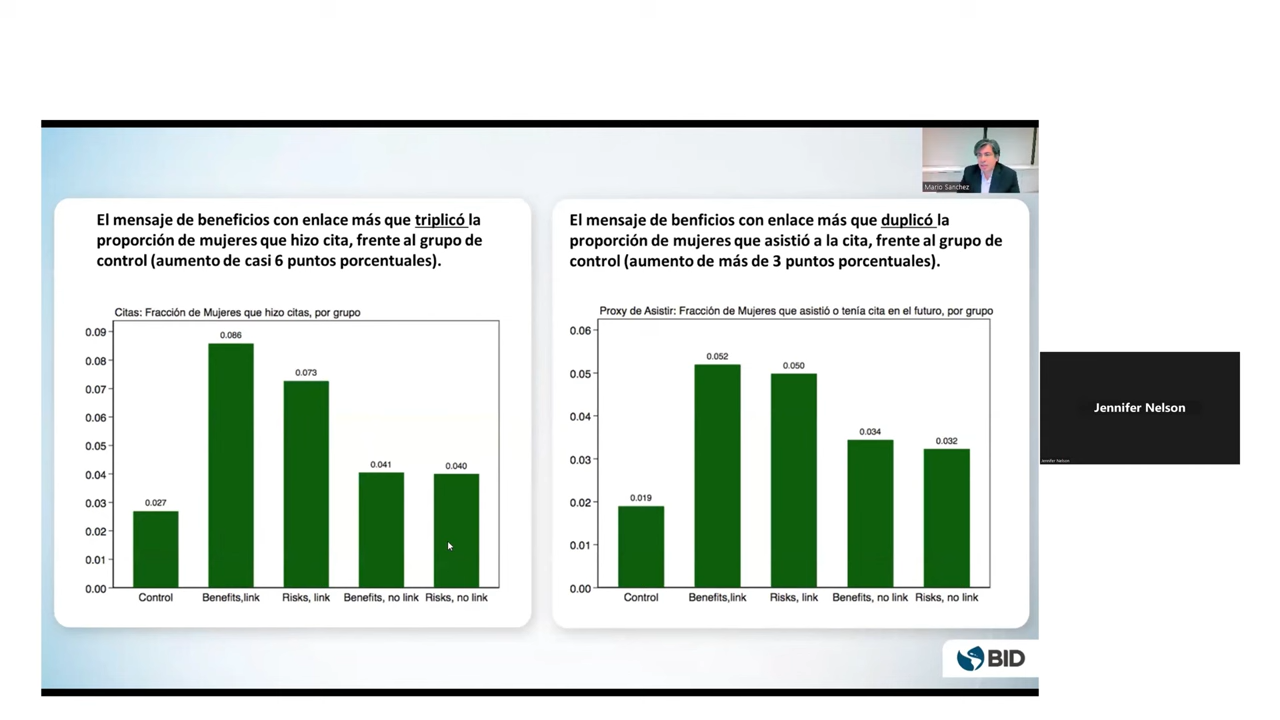 Mario Sanchez
El mensaje de beneficios con enlace más que triplicó la
proporción de mujeres que hizo cita, frente al grupo de
control (aumento de casi 6 puntos porcentuales).
Citas: Fracción de Mujeres que hizo citas, por grupo
0.09
0.08
0.07
0.06
0.05
0.04
0.03
0.02
0.01
0.00
0.027
0.086
0.073
0.041
0.040
Control Benefits,link Risks, link Benefits, no link Risks, no link
El mensaje de benficios con enlace más que duplicó la
proporción de mujeres que asistió a la cita, frente al grupo de
control (aumento de más de 3 puntos porcentuales).
Proxy de Asistir: Fracción de Mujeres que asistió o tenía cita en el futuro, por grupo
0.06
0.05
0.04
0.03
0.02
0.01
0.00
0.019
0.052
0.050
0.034
0.032
Control Benefits,link Risks, link Benefits, no link Risks, no link
BID
Jennifer Nelson
Jennifer Nelson